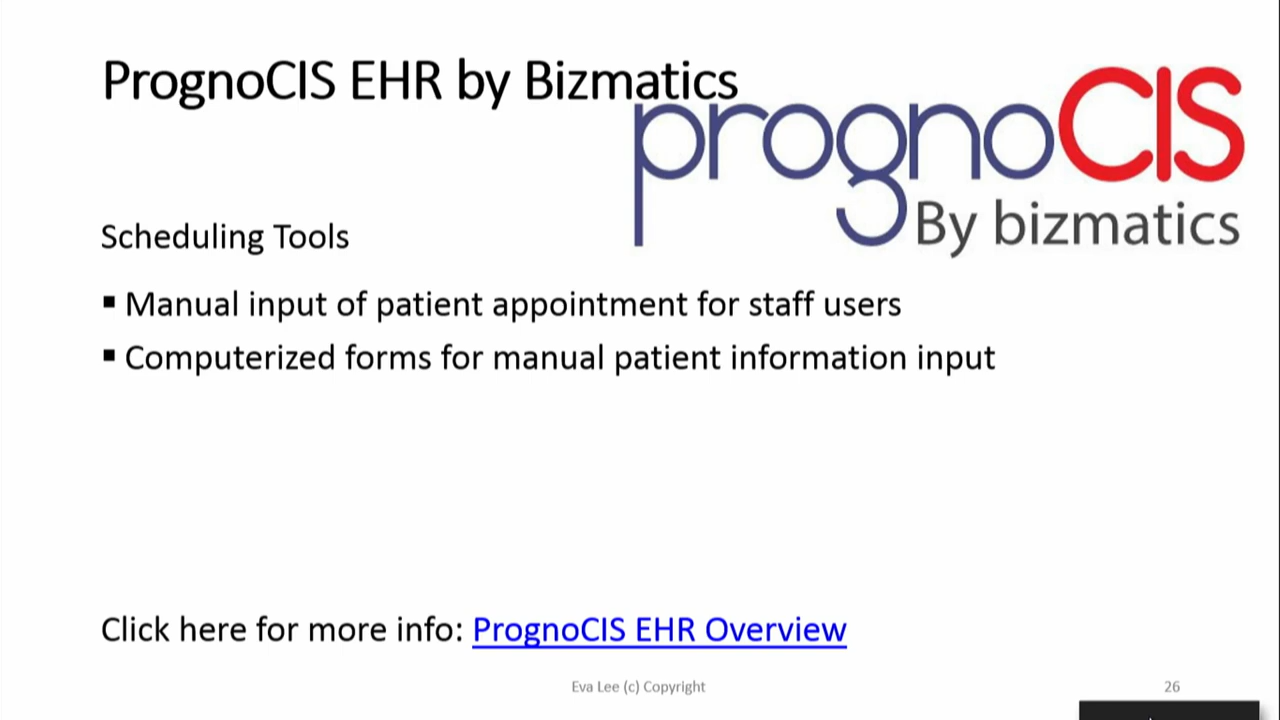 PrognoCIS EHR by Bizmatics
prognoCIS
By bizmatics
Scheduling Tools
▪ Manual input of patient appointment for staff users
▪ Computerized forms for manual patient information input
Click here for more info: PrognoCIS EHR Overview
Eva Lee (c) Copyright
26